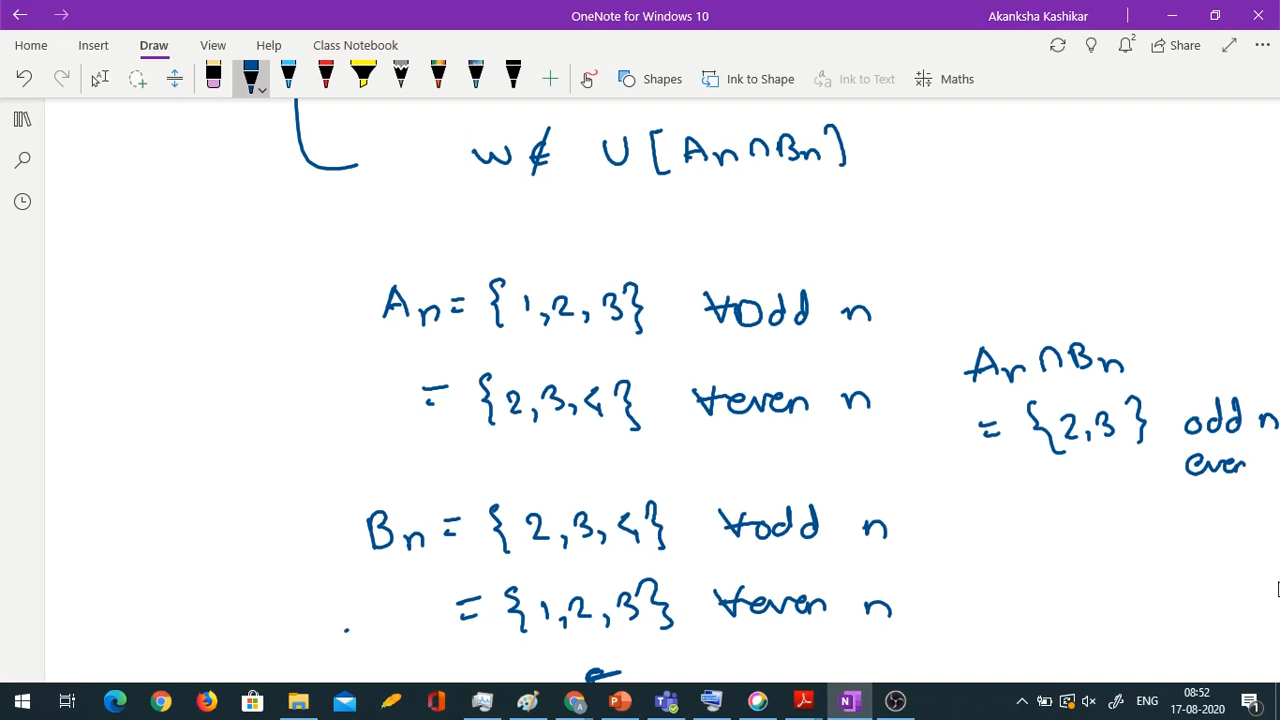 OneNote for Windows 10
Akanksha Kashikar
Home Insert Draw View Help Class Notebook
Share
Shapes Ink to Shape Ink to Text Maths
w ∉ ∪ [An ∩ Bn]
An = {1,2,3} ∀ odd n
= {2,3,4} ∀ even n
An ∩ Bn
= {2,3} odd n
even
Bn = {2,3,4} ∀ odd n
= {1,2,3} ∀ even n
ENG
08:52
17-08-2020
1